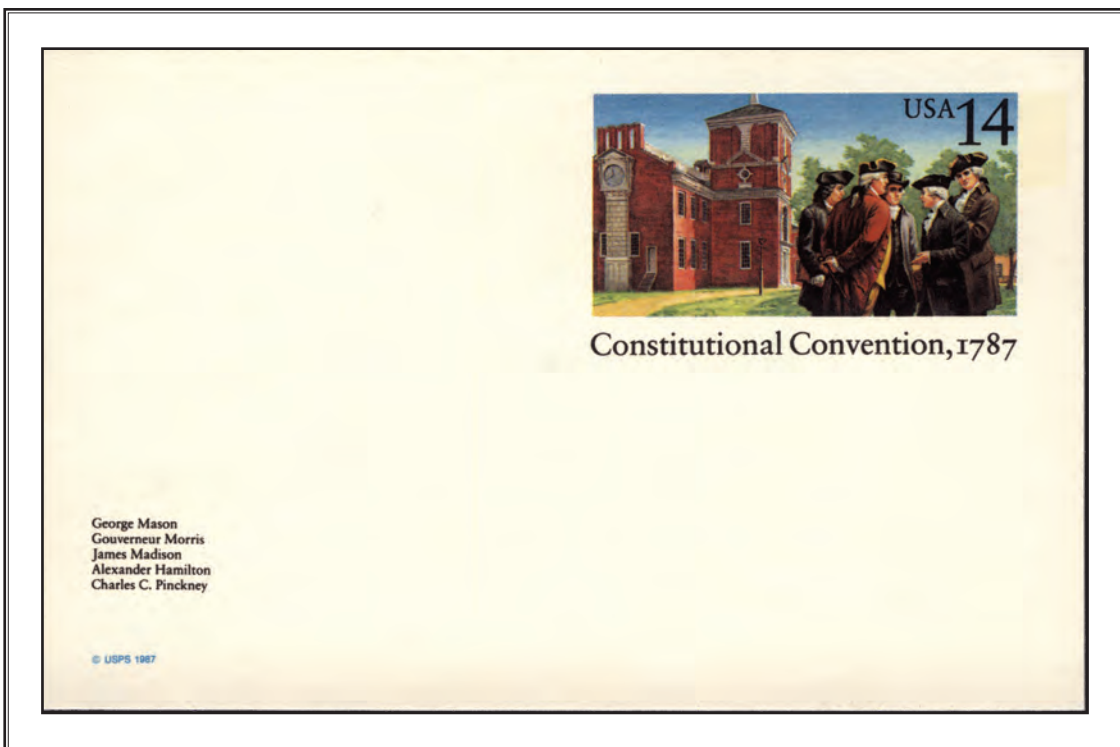 USA14
Constitutional Convention, 1787
George Mason
Gouverneur Morris
James Madison
Alexander Hamilton
Charles C. Pinckney
© USPS 1987